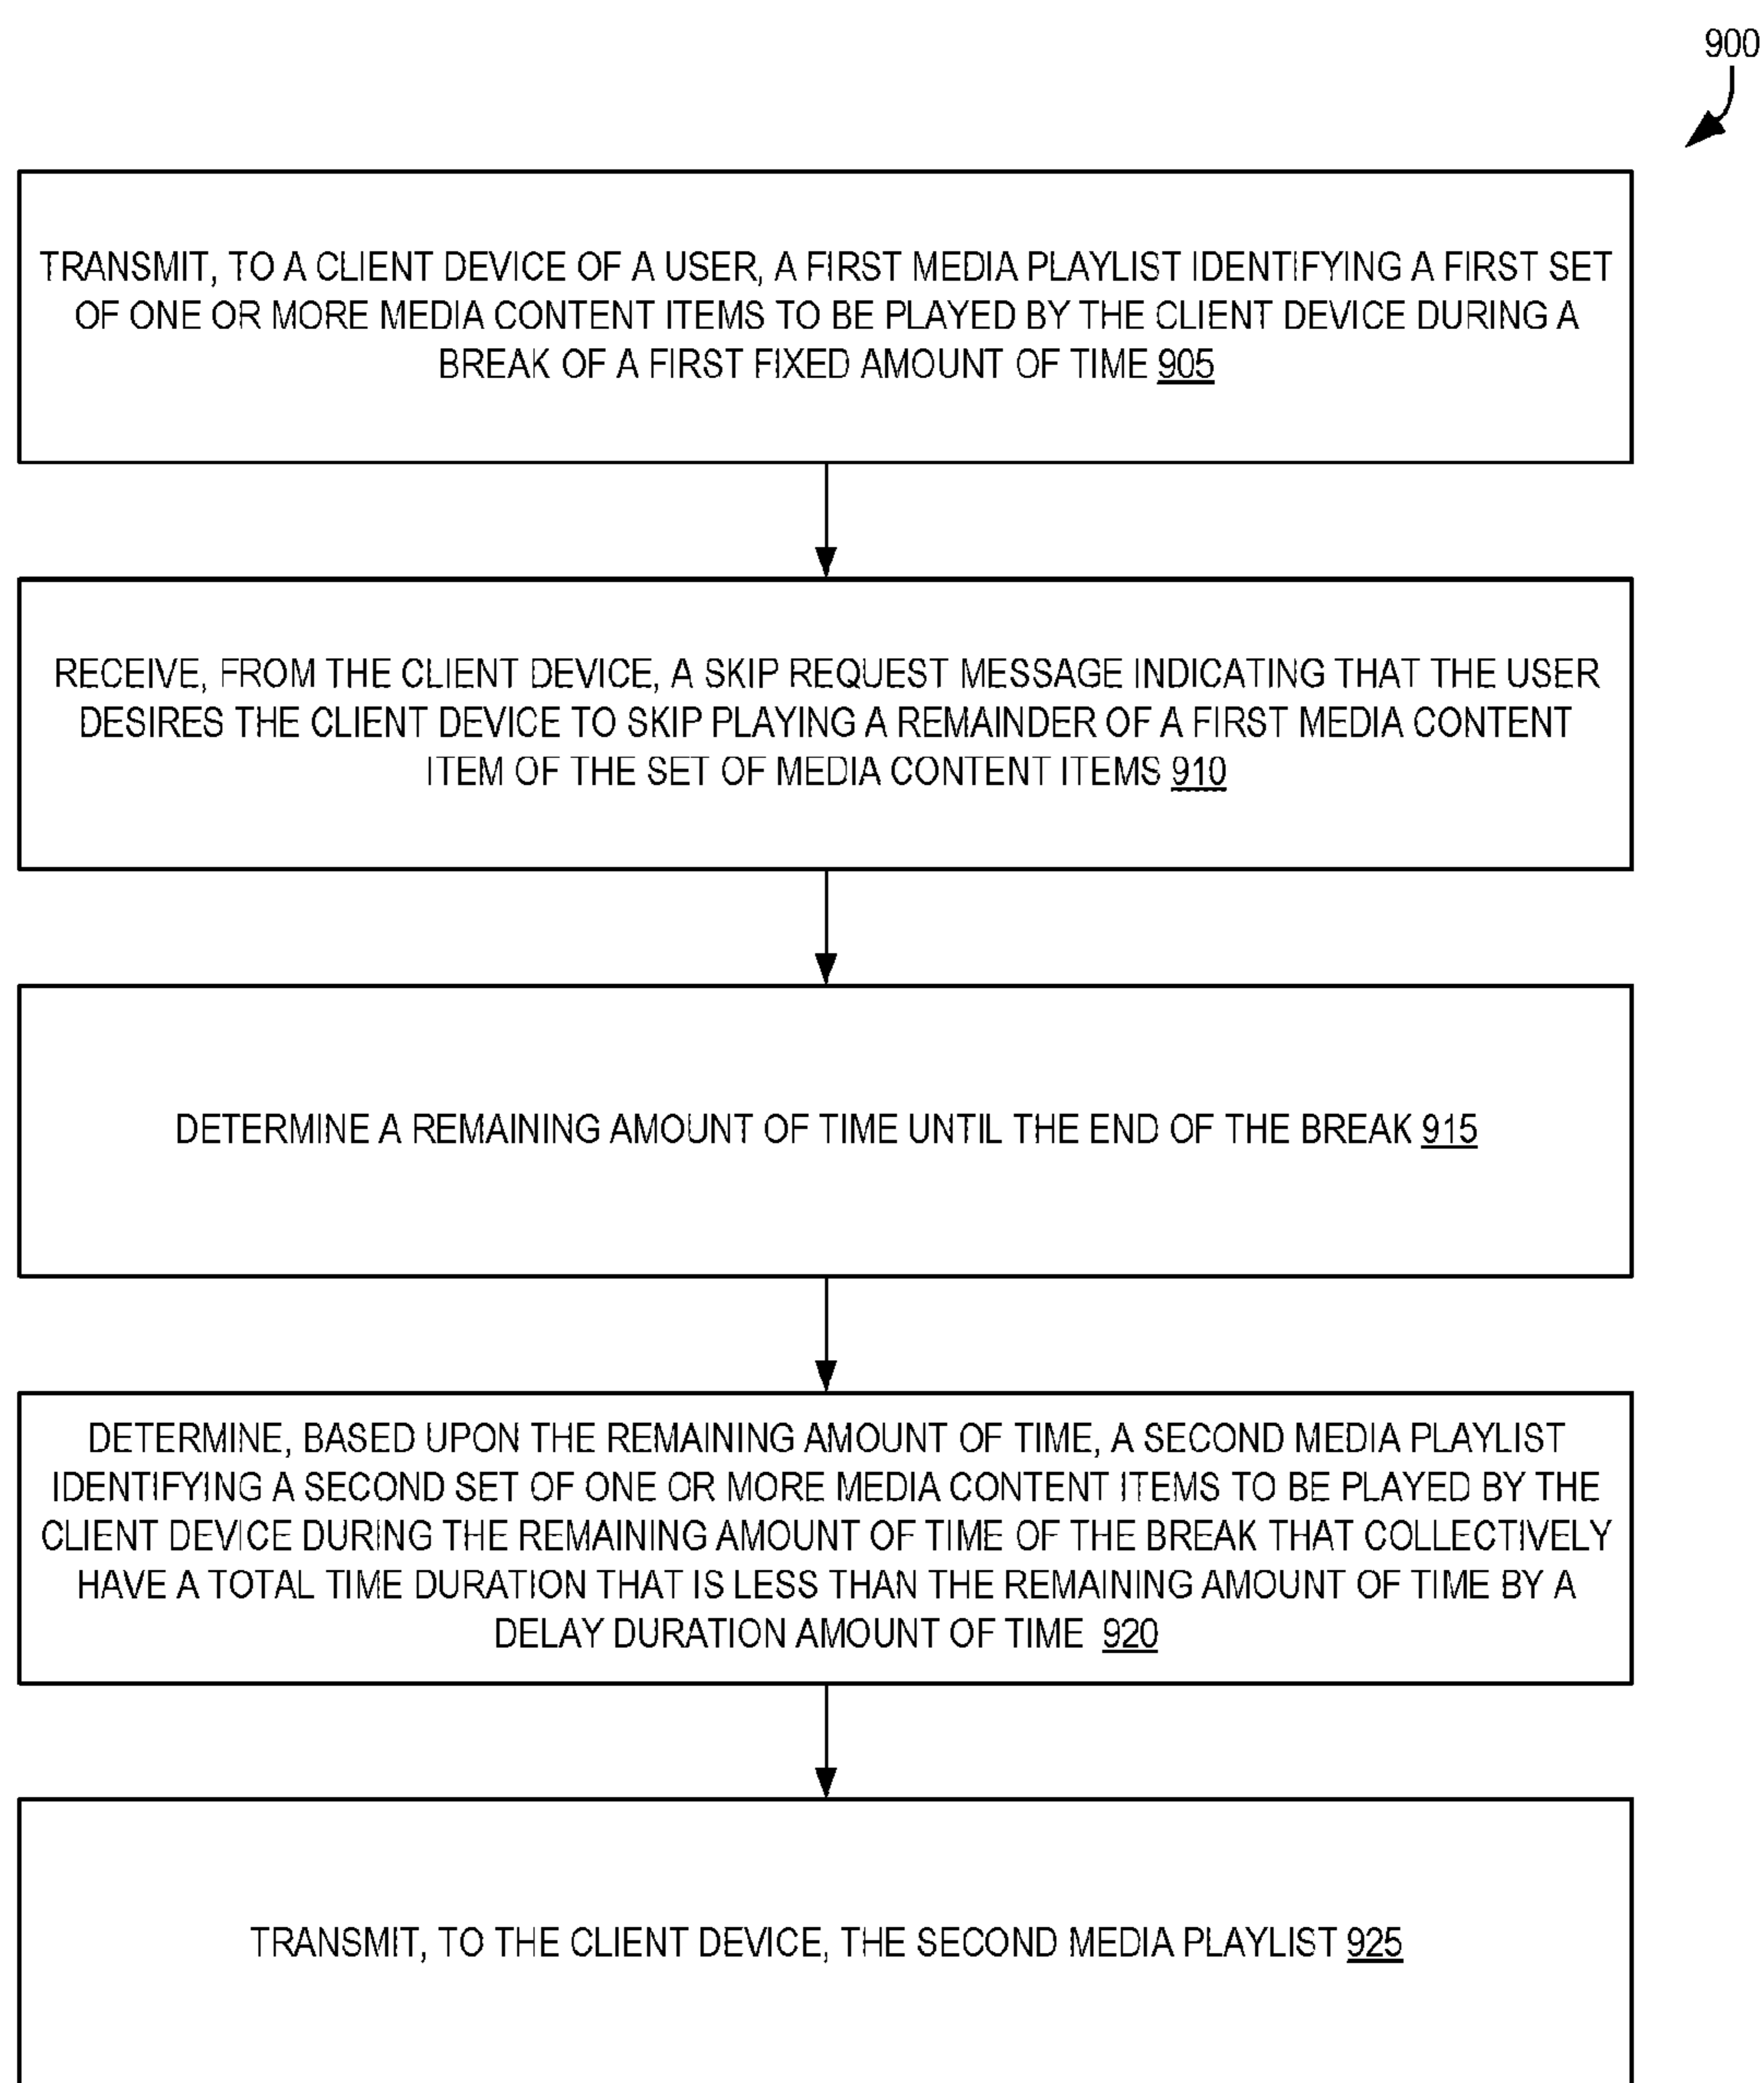 900
TRANSMIT, TO A CLIENT DEVICE OF A USER, A FIRST MEDIA PLAYLIST IDENTIFYING A FIRST SET
OF ONE OR MORE MEDIA CONTENT ITEMS TO BE PLAYED BY THE CLIENT DEVICE DURING A
BREAK OF A FIRST FIXED AMOUNT OF TIME 905
RECEIVE, FROM THE CLIENT DEVICE, A SKIP REQUEST MESSAGE INDICATING THAT THE USER
DESIRES THE CLIENT DEVICE TO SKIP PLAYING A REMAINDER OF A FIRST MEDIA CONTENT
ITEM OF THE SET OF MEDIA CONTENT ITEMS 910
DETERMINE A REMAINING AMOUNT OF TIME UNTIL THE END OF THE BREAK 915
DETERMINE, BASED UPON THE REMAINING AMOUNT OF TIME, A SECOND MEDIA PLAYLIST
IDENTIFYING A SECOND SET OF ONE OR MORE MEDIA CONTENT ITEMS TO BE PLAYED BY THE
CLIENT DEVICE DURING THE REMAINING AMOUNT OF TIME OF THE BREAK THAT COLLECTIVELY
HAVE A TOTAL TIME DURATION THAT IS LESS THAN THE REMAINING AMOUNT OF TIME BY A
DELAY DURATION AMOUNT OF TIME 920
TRANSMIT, TO THE CLIENT DEVICE, THE SECOND MEDIA PLAYLIST 925